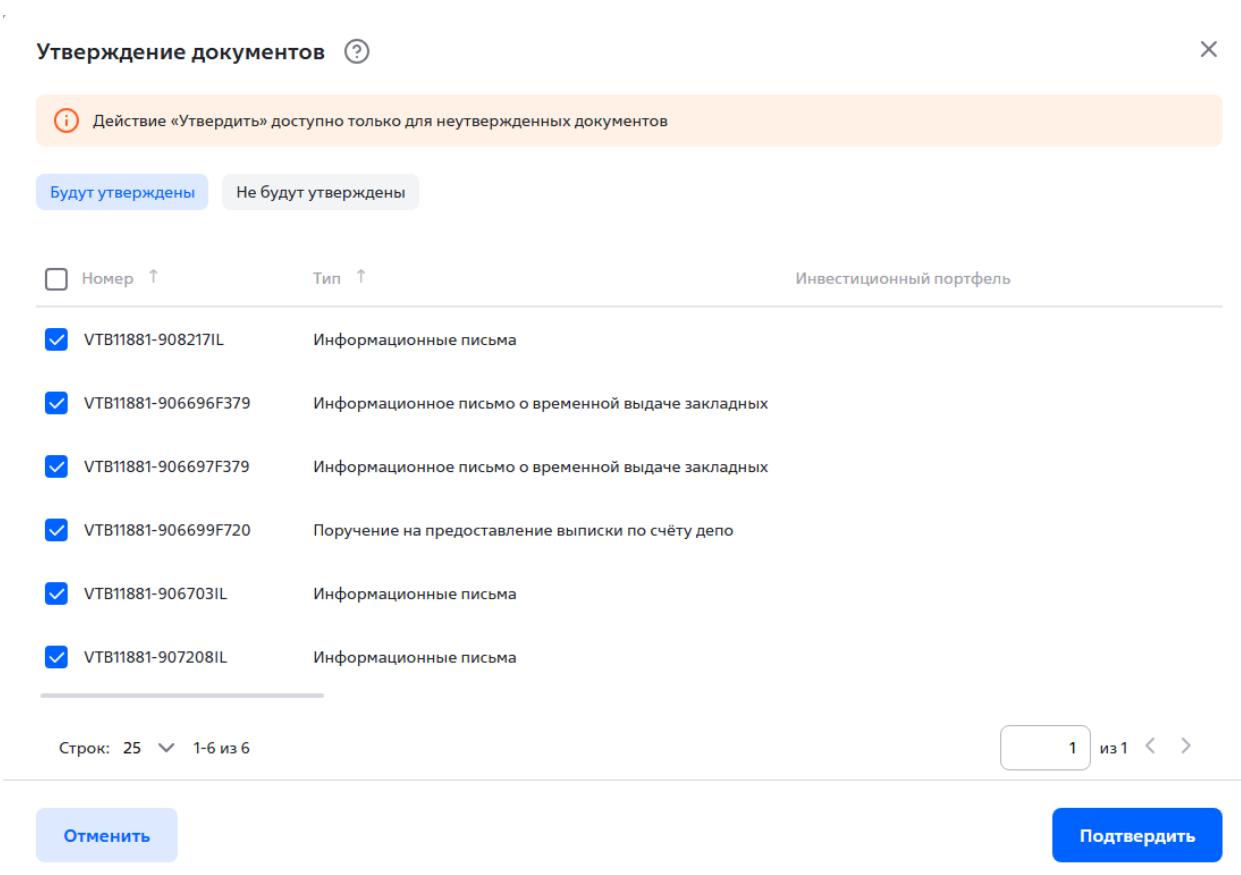 Утверждение документов
Действие «Утвердить» доступно только для неутвержденных документов
Будут утверждены Не будут утверждены
Номер ↑ Тип ↑ Инвестиционный портфель
VTB11881-908217IL Информационные письма
VTB11881-906696F379 Информационное письмо о временной выдаче закладных
VTB11881-906697F379 Информационное письмо о временной выдаче закладных
VTB11881-906699F720 Поручение на предоставление выписки по счёту депо
VTB11881-906703IL Информационные письма
VTB11881-907208IL Информационные письма
Строк: 25 1-6 из 6 1 из 1
Отменить Подтвердить